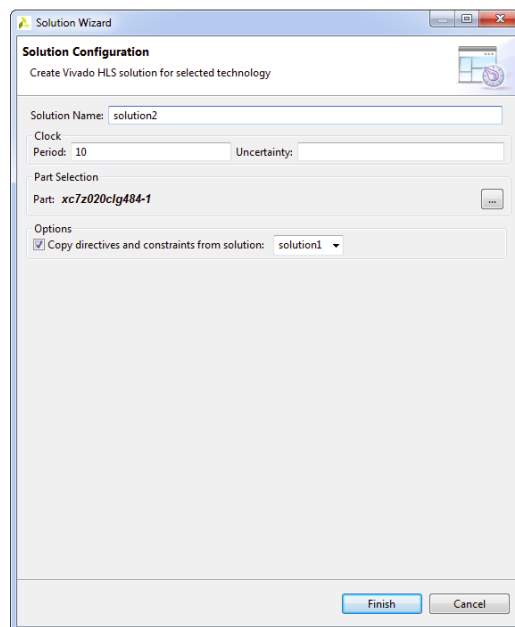 Solution Wizard
Solution Configuration
Create Vivado HLS solution for selected technology
Solution Name: solution2
Clock
Period: 10 Uncertainty:
Part Selection
Part: xc7z020clg484-1
...
Options
Copy directives and constraints from solution: solution1
Finish Cancel